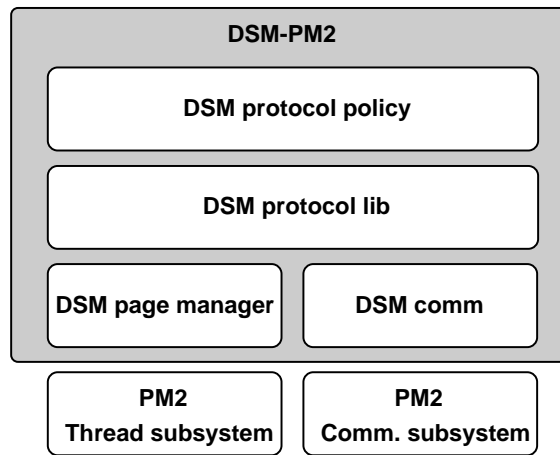 DSM-PM2
DSM protocol policy
DSM protocol lib
DSM page manager
DSM comm
PM2
Thread subsystem
PM2
Comm. subsystem